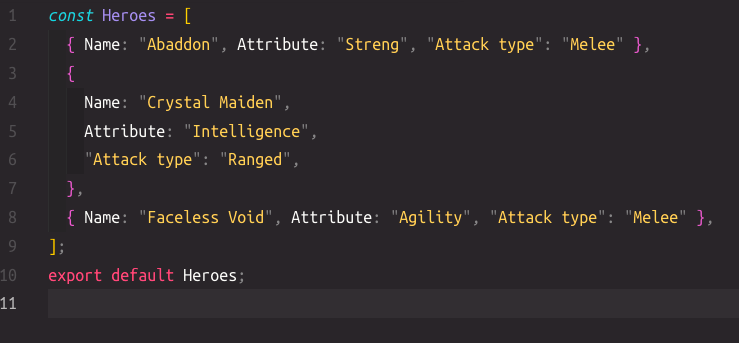 1 const Heroes = [
2 { Name: "Abaddon", Attribute: "Streng", "Attack type": "Melee" },
3 {
4 Name: "Crystal Maiden",
5 Attribute: "Intelligence",
6 "Attack type": "Ranged",
7 },
8 { Name: "Faceless Void", Attribute: "Agility", "Attack type": "Melee" },
9 ];
10 export default Heroes;
11